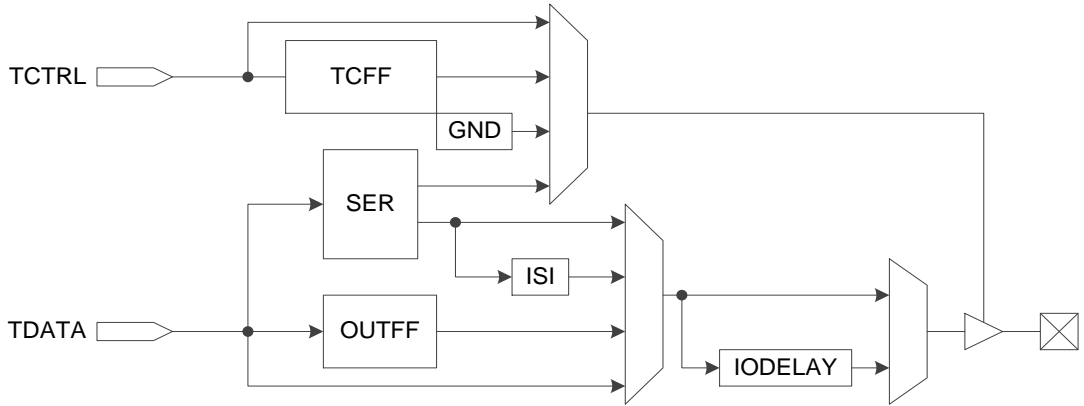 TCTRL
TCFF
GND
SER
ISI
TDATA
OUTFF
IODELAY